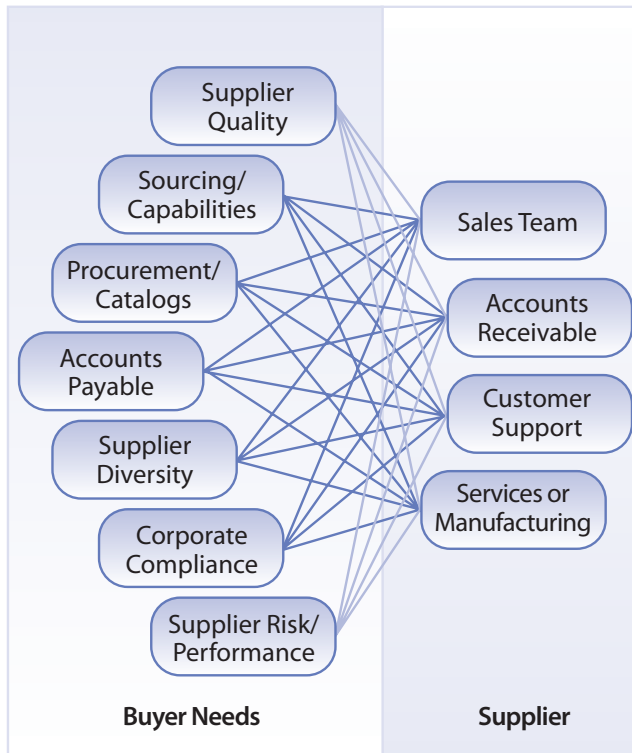 Supplier
Quality
Sourcing/
Capabilities
Procurement/
Catalogs
Accounts
Payable
Supplier
Diversity
Corporate
Compliance
Supplier Risk/
Performance
Buyer Needs
Sales Team
Accounts
Receivable
Customer
Support
Services or
Manufacturing
Supplier